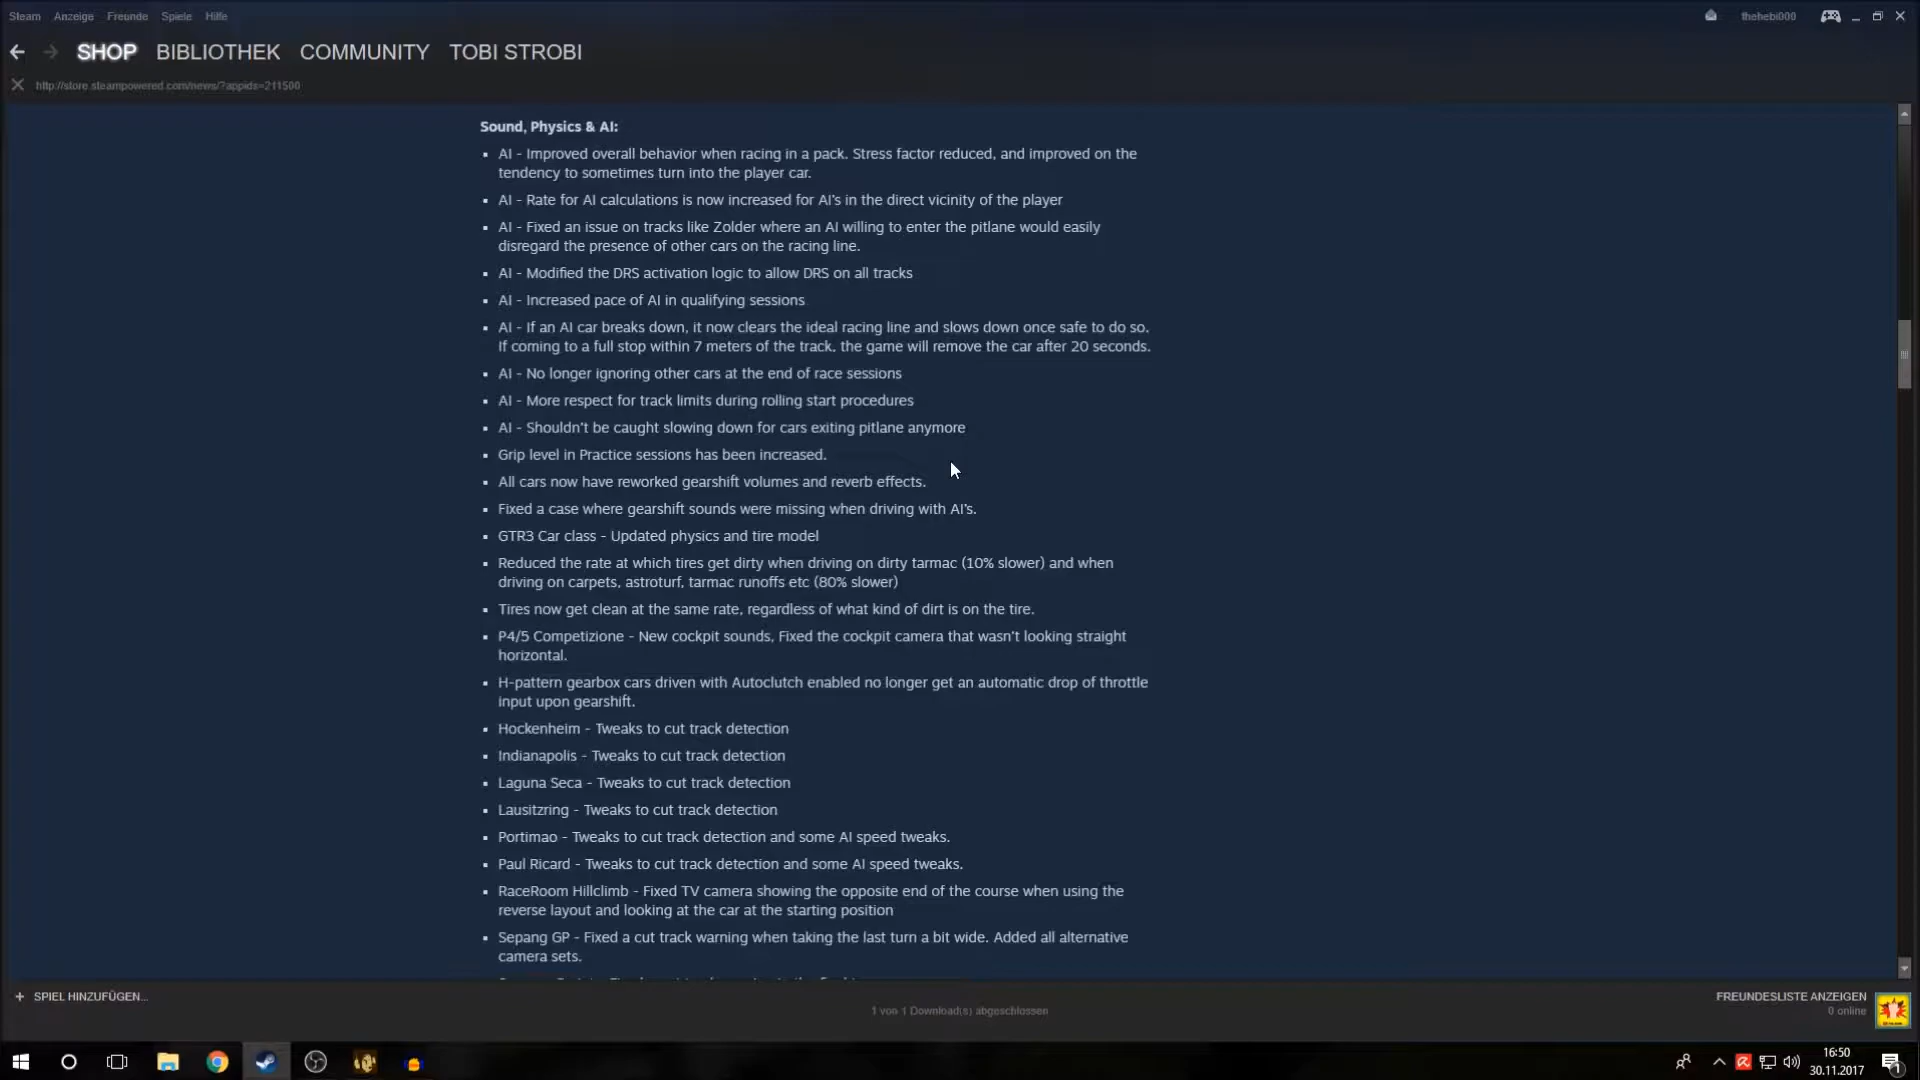 Steam Anzeige Freunde Spiele Hilfe
thehebi000
SHOP BIBLIOTHEK COMMUNITY TOBI STROBI
http://store.steampowered.com/news/?appids=211500
Sound, Physics & AI:
▪ AI - Improved overall behavior when racing in a pack. Stress factor reduced, and improved on the
tendency to sometimes turn into the player car.
▪ AI - Rate for AI calculations is now increased for AI's in the direct vicinity of the player
▪ AI - Fixed an issue on tracks like Zolder where an AI willing to enter the pitlane would easily
disregard the presence of other cars on the racing line.
▪ AI - Modified the DRS activation logic to allow DRS on all tracks
▪ AI - Increased pace of AI in qualifying sessions
▪ AI - If an AI car breaks down, it now clears the ideal racing line and slows down once safe to do so.
If coming to a full stop within 7 meters of the track, the game will remove the car after 20 seconds.
▪ AI - No longer ignoring other cars at the end of race sessions
▪ AI - More respect for track limits during rolling start procedures
▪ AI - Shouldn't be caught slowing down for cars exiting pitlane anymore
▪ Grip level in Practice sessions has been increased.
▪ All cars now have reworked gearshift volumes and reverb effects.
▪ Fixed a case where gearshift sounds were missing when driving with AI's.
▪ GTR3 Car class - Updated physics and tire model
▪ Reduced the rate at which tires get dirty when driving on dirty tarmac (10% slower) and when
driving on carpets, astroturf, tarmac runoffs etc (80% slower)
▪ Tires now get clean at the same rate, regardless of what kind of dirt is on the tire.
▪ P4/5 Competizione - New cockpit sounds, Fixed the cockpit camera that wasn't looking straight
horizontal.
▪ H-pattern gearbox cars driven with Autoclutch enabled no longer get an automatic drop of throttle
input upon gearshift.
▪ Hockenheim - Tweaks to cut track detection
▪ Indianapolis - Tweaks to cut track detection
▪ Laguna Seca - Tweaks to cut track detection
▪ Lausitzring - Tweaks to cut track detection
▪ Portimao - Tweaks to cut track detection and some AI speed tweaks.
▪ Paul Ricard - Tweaks to cut track detection and some AI speed tweaks.
▪ RaceRoom Hillclimb - Fixed TV camera showing the opposite end of the course when using the
reverse layout and looking at the car at the starting position
▪ Sepang GP - Fixed a cut track warning when taking the last turn a bit wide. Added all alternative
camera sets.
+ SPIEL HINZUFÜGEN...
1 von 1 Download(s) abgeschlossen
FREUNDESLISTE ANZEIGEN
0 online
16:50
30.11.2017
1